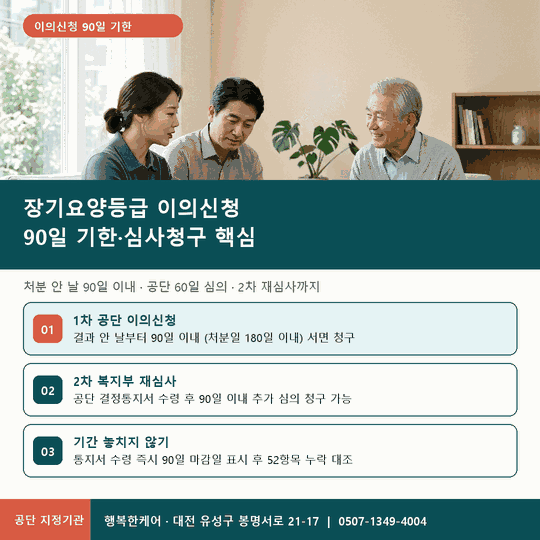 이의신청 90일 기한
장기요양등급 이의신청
90일 기한·심사청구 핵심
처분 안 날 90일 이내 · 공단 60일 심의 · 2차 재심사까지
01
1차 공단 이의신청
결과 안 날부터 90일 이내 (처분일 180일 이내) 서면 청구
02
2차 복지부 재심사
공단 결정통지서 수령 후 90일 이내 추가 심의 청구 가능
03
기간 놓치지 않기
통지서 수령 즉시 90일 마감일 표시 후 52항목 누락 대조
공단 지정기관
행복한케어 · 대전 유성구 봉명서로 21-17 | 0507-1349-4004